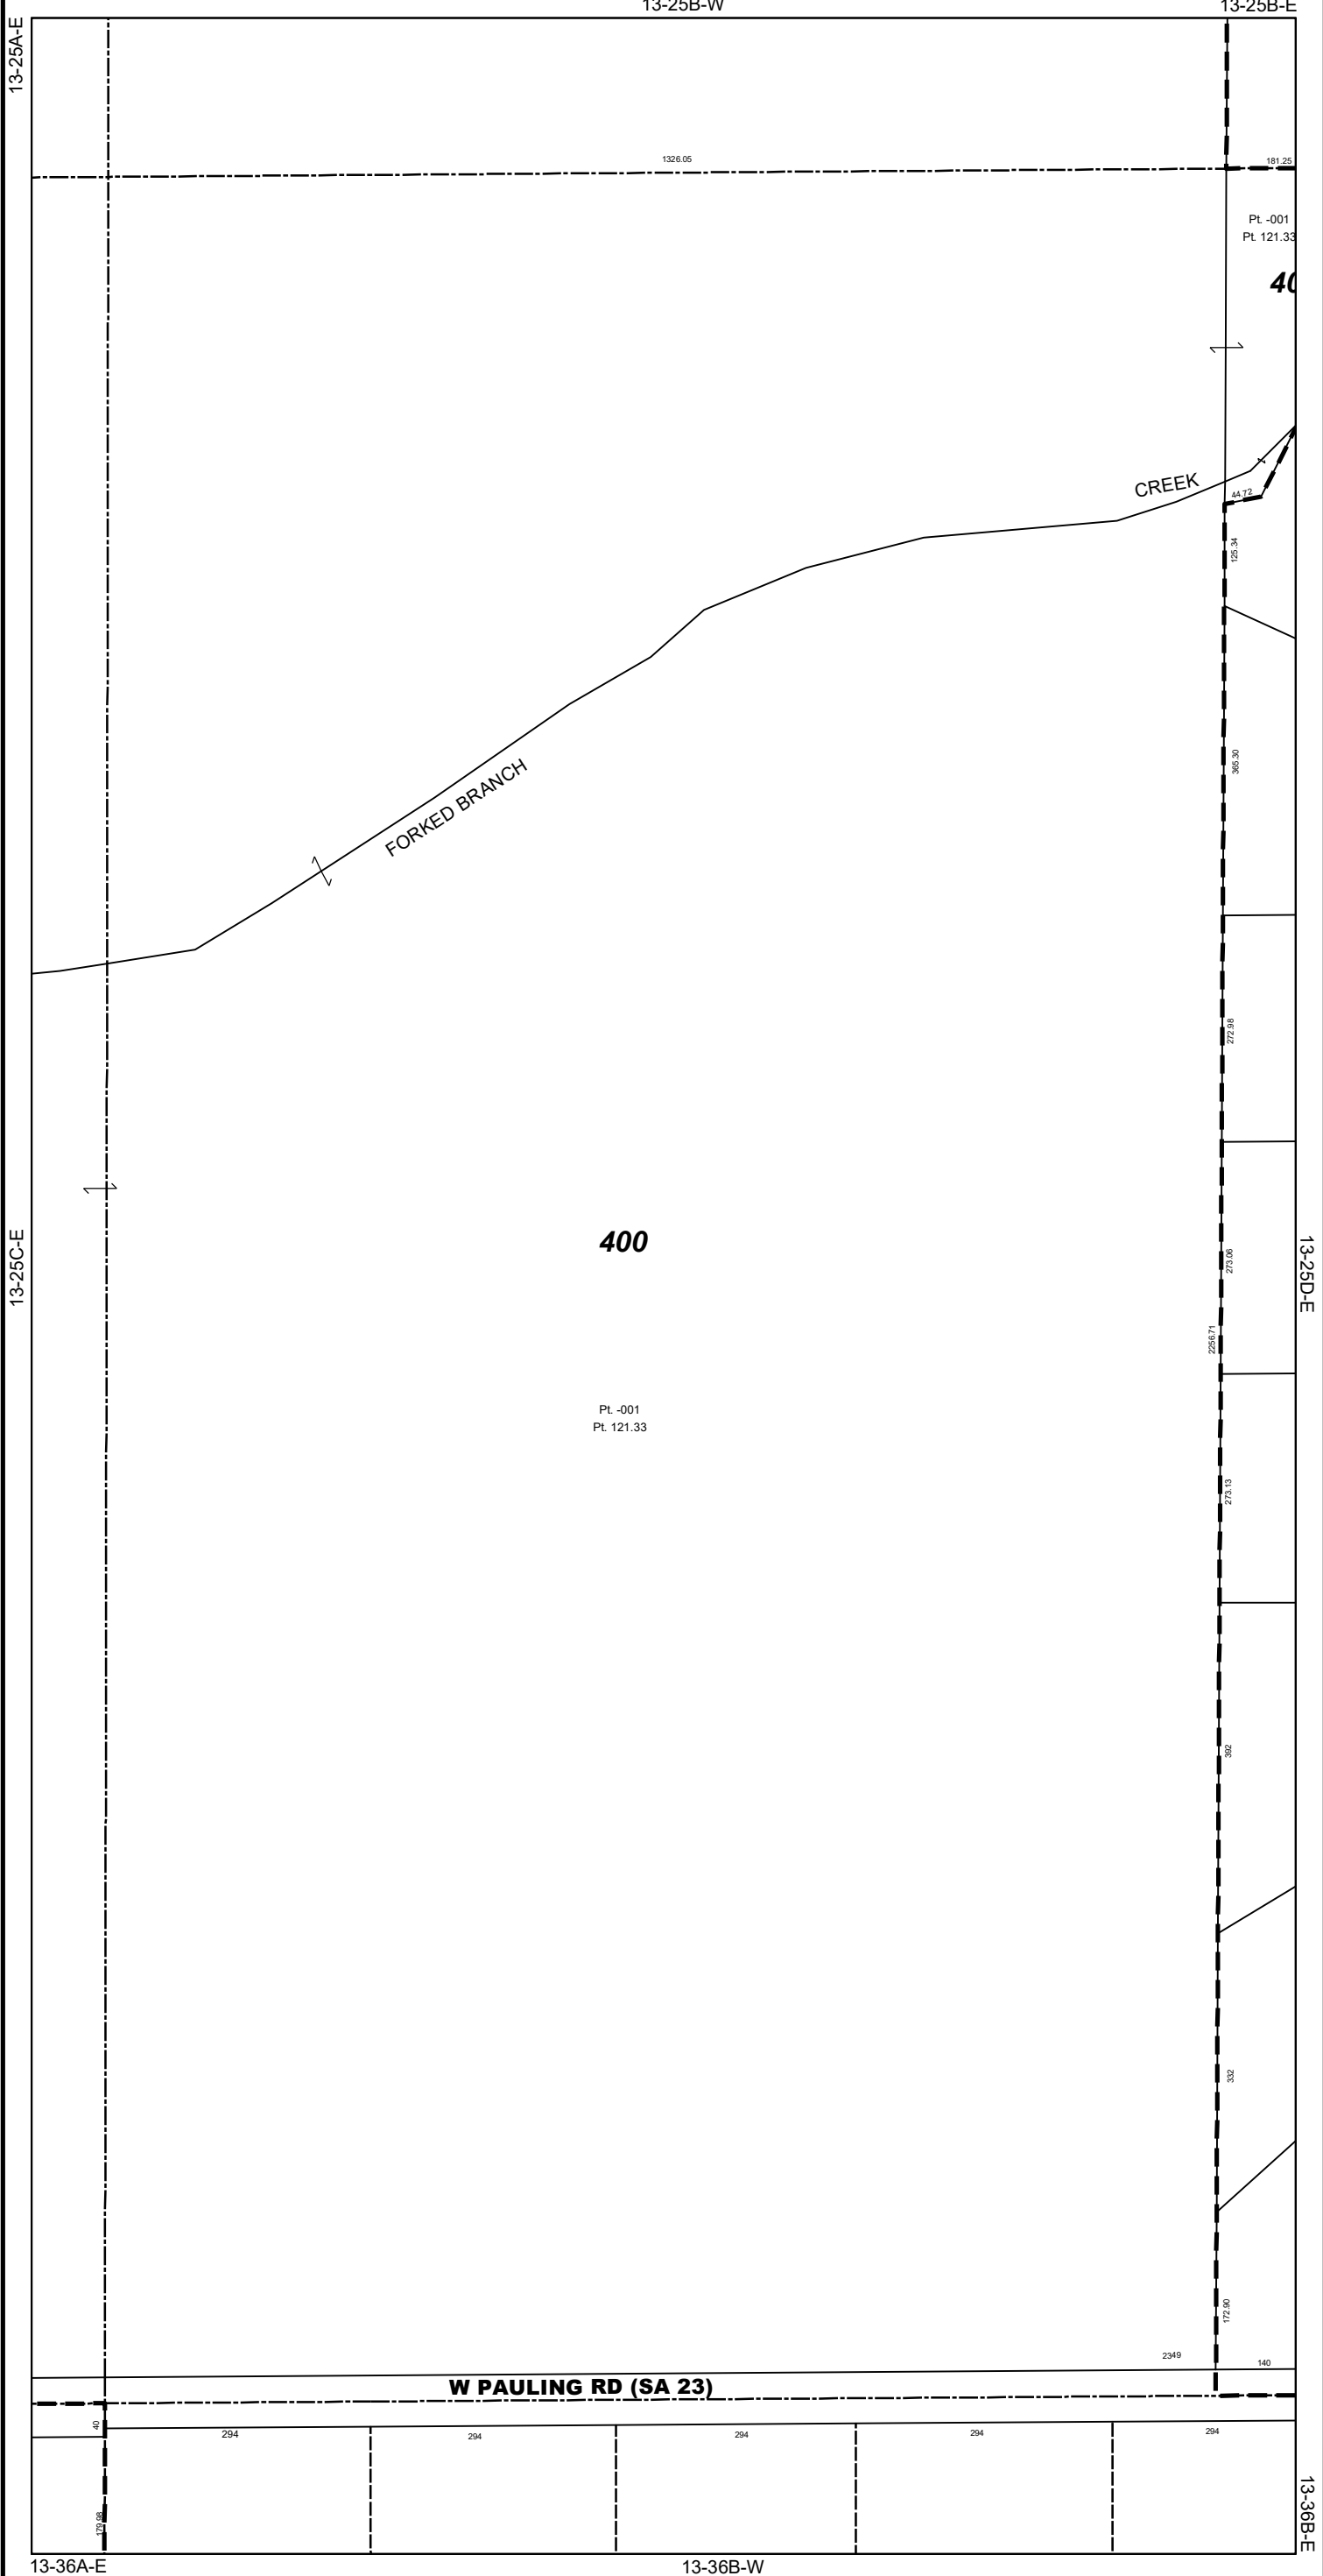 13-25B-W
13-25B-E
13-25A-E
1326.05
181.25
Pt. -001
Pt. 121.33
40
CREEK
44.72
125.34
365.30
FORKED BRANCH
272.98
13-25C-E
400
273.06
13-25D-E
2256.71
Pt. -001
Pt. 121.33
273.13
392
332
172.90
2349
140
W PAULING RD (SA 23)
40
294
294
294
294
294
179.98
13-36B-E
13-36A-E
13-36B-W